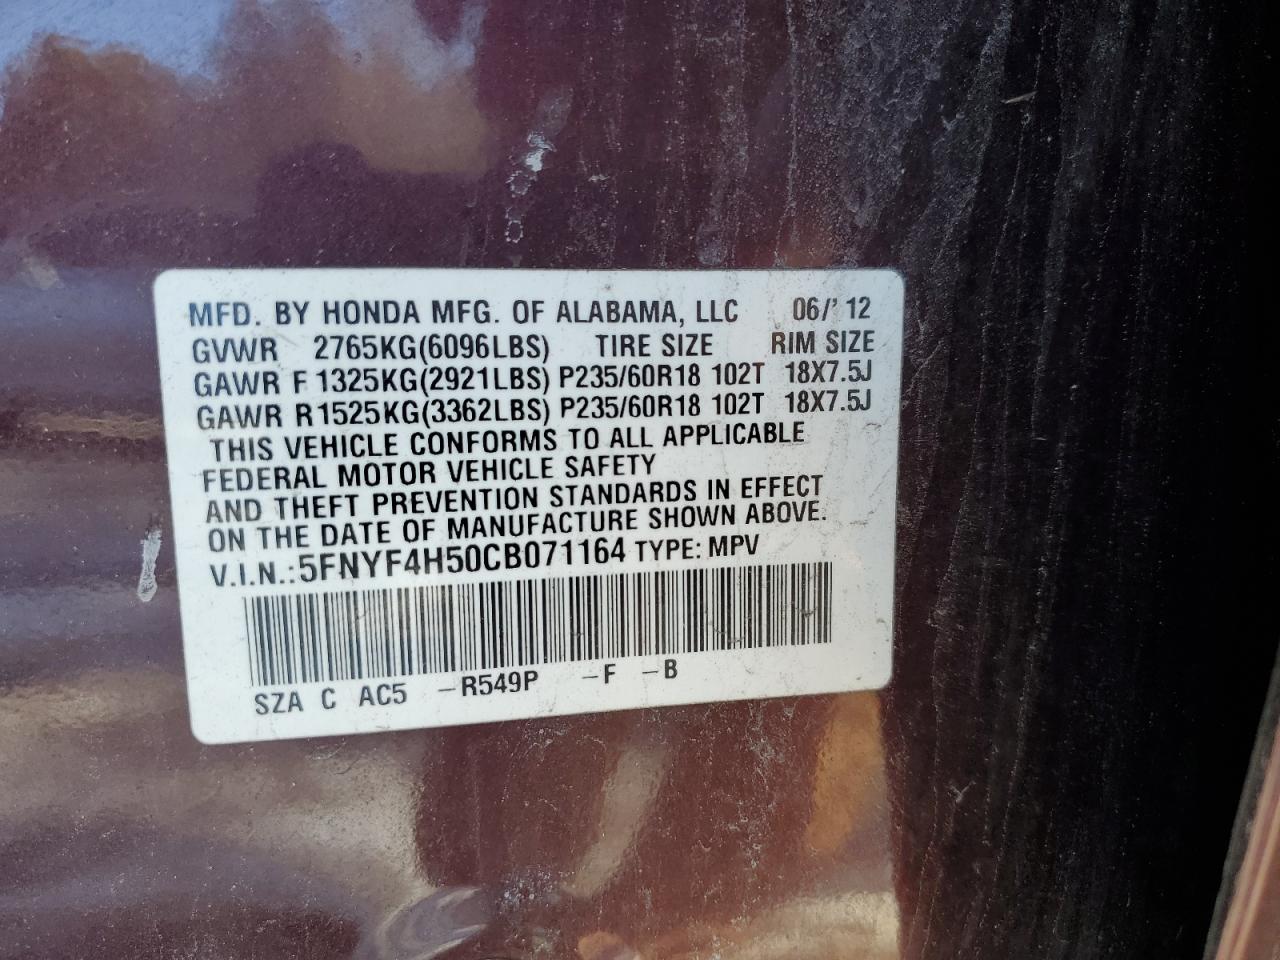 MFD. BY HONDA MFG. OF ALABAMA, LLC 06/' 12
GVWR 2765KG(6096LBS) TIRE SIZE RIM SIZE
GAWR F 1325KG(2921LBS) P235/60R18 102T 18X7.5J
GAWR R1525KG(3362LBS) P235/60R18 102T 18X7.5J
THIS VEHICLE CONFORMS TO ALL APPLICABLE
FEDERAL MOTOR VEHICLE SAFETY
AND THEFT PREVENTION STANDARDS IN EFFECT
ON THE DATE OF MANUFACTURE SHOWN ABOVE.
V.I.N.:5FNYF4H50CB071164 TYPE: MPV
SZA C AC5 –R549P –F –B